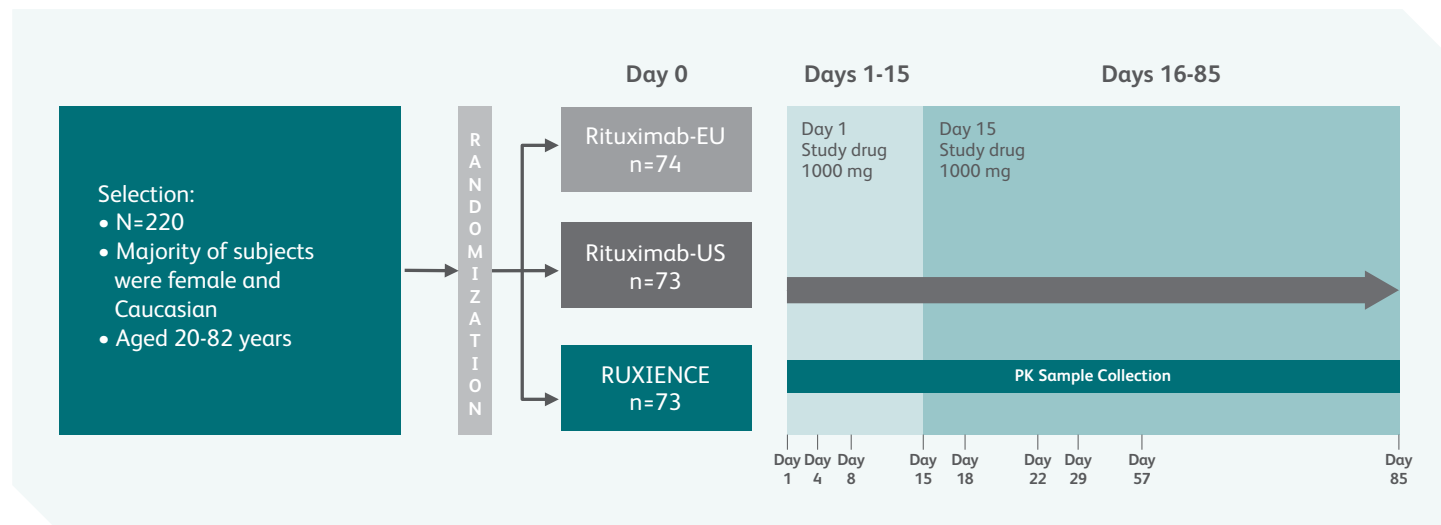 Day 0
Days 1-15
Days 16-85
Selection:
• N=220
• Majority of subjects
were female and
Caucasian
• Aged 20-82 years
RANDOMIZATION
Rituximab-EU
n=74
Rituximab-US
n=73
RUXIENCE
n=73
Day 1
Study drug
1000 mg
Day 15
Study drug
1000 mg
PK Sample Collection
Day
1
Day
4
Day
8
Day
15
Day
18
Day
22
Day
29
Day
57
Day
85